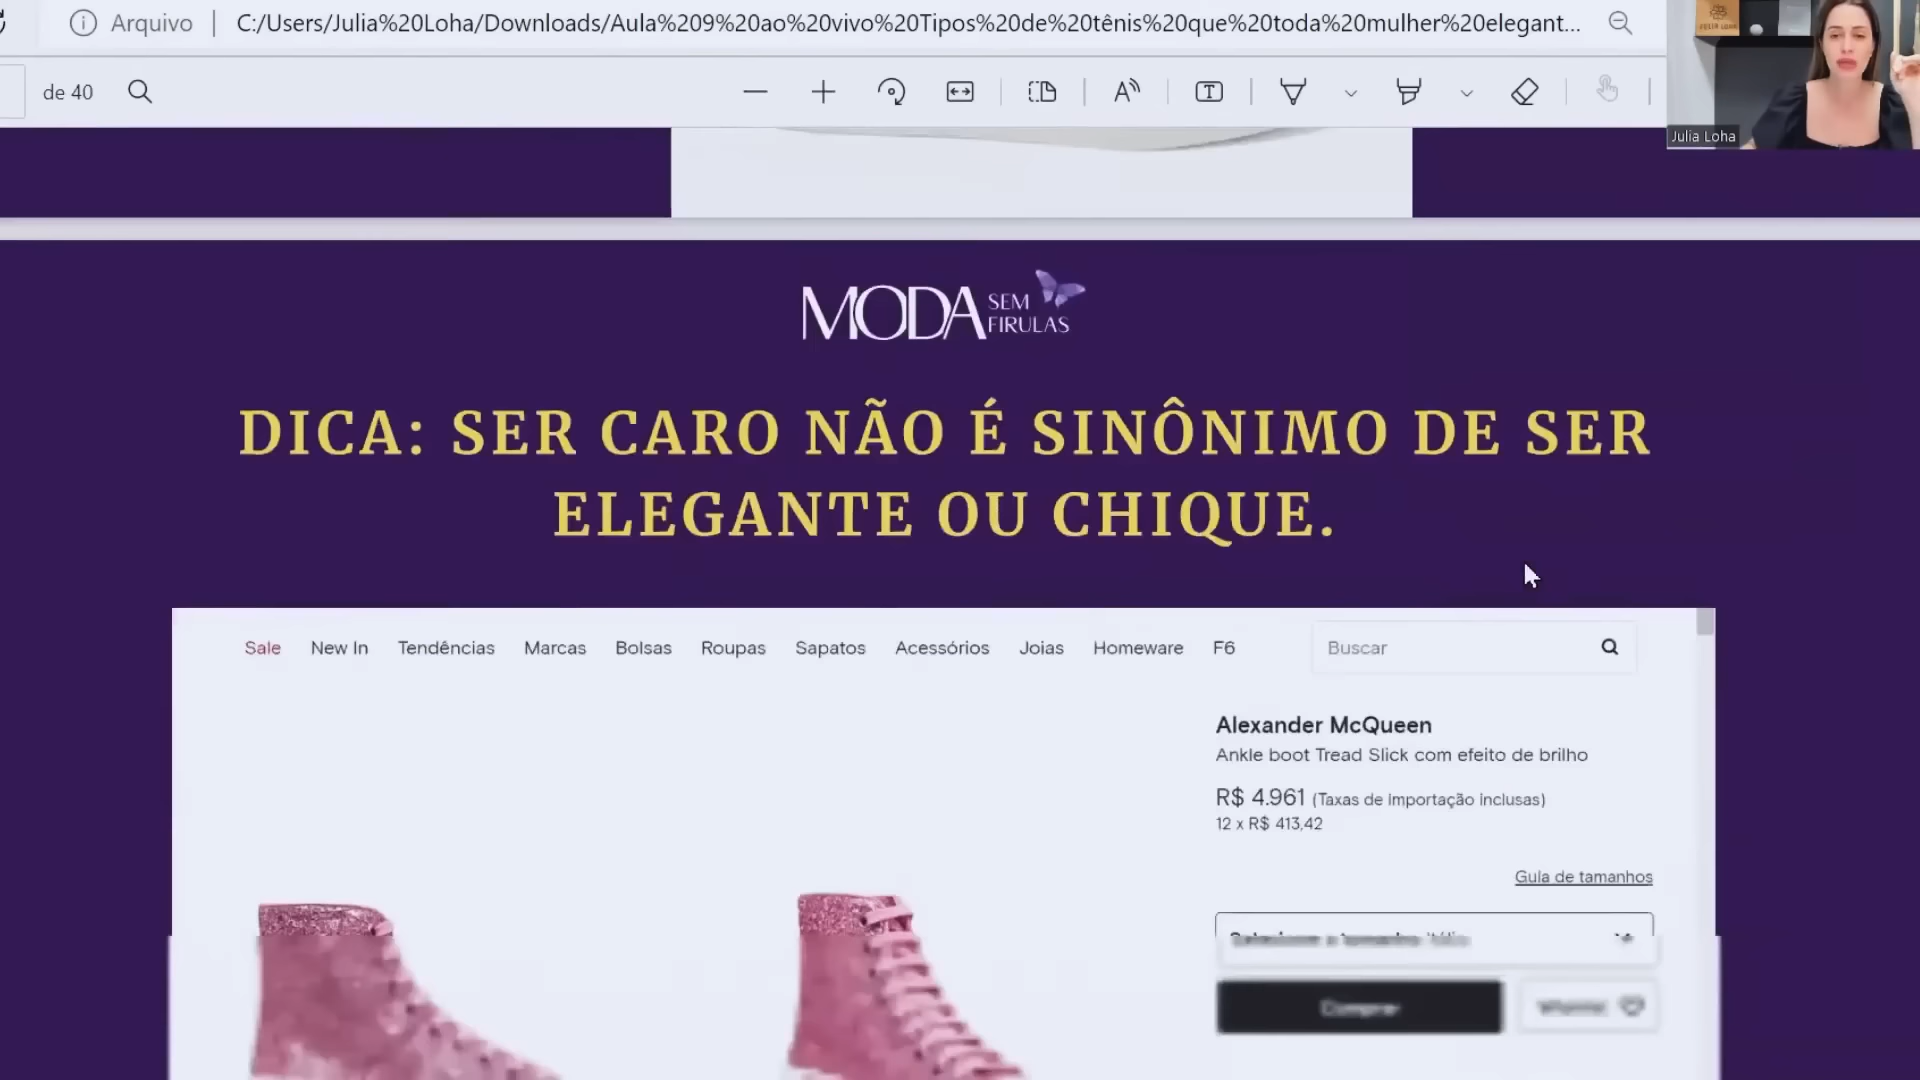 Arquivo
C:/Users/Julia%20Loha/Downloads/Aula%209%20ao%20vivo%20Tipos%20de%20tênis%20que%20toda%20mulher%20elegant...
de 40
Julia Loha
MODA SEM FIRULAS
DICA: SER CARO NÃO É SINÔNIMO DE SER
ELEGANTE OU CHIQUE.
Sale New In Tendências Marcas Bolsas Roupas Sapatos Acessórios Joias Homeware F6 Buscar
Alexander McQueen
Ankle boot Tread Slick com efeito de brilho
R$ 4.961 (Taxas de importação inclusas)
12 x R$ 413,42
Guia de tamanhos
Selecione o tamanho
Comprar